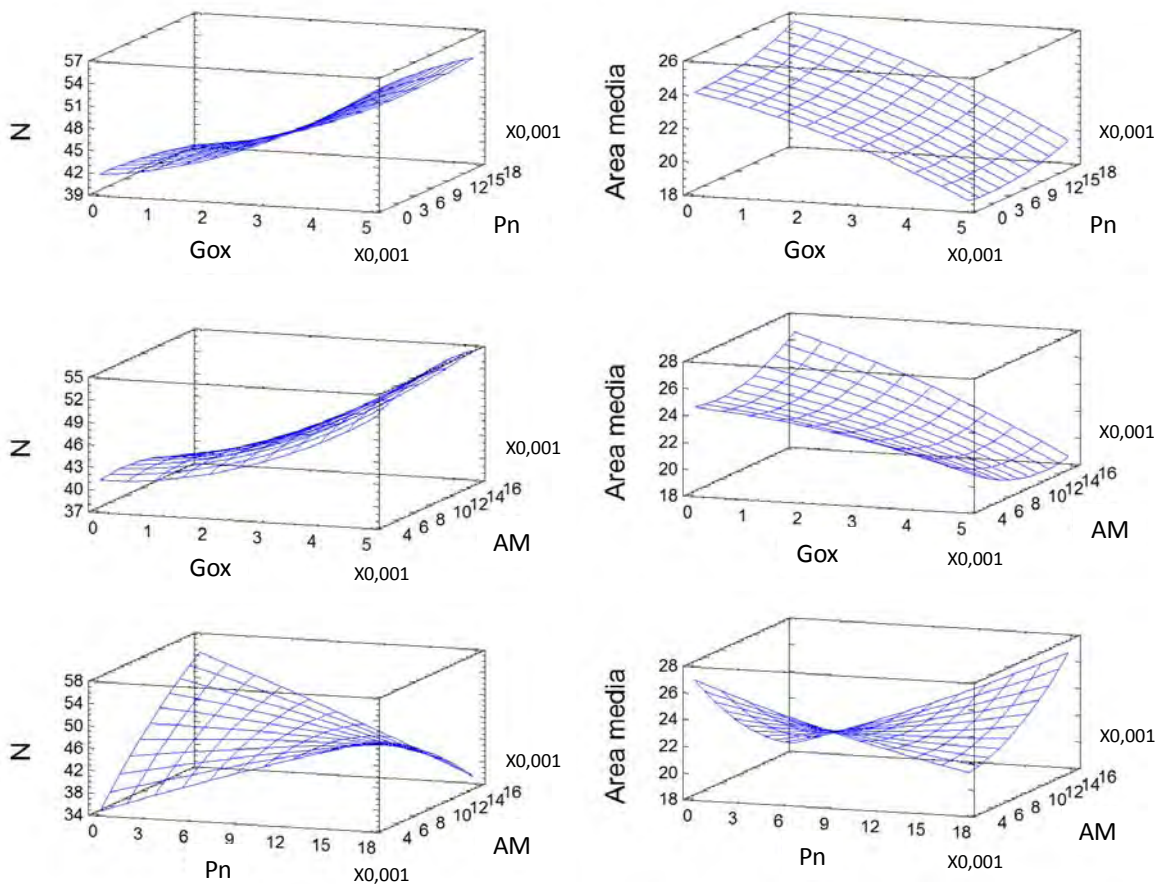 57
54
51
48
45
42
39
N
0 1 2 3 4 5
Gox
X0,001
0 3 6 9 12 15 18
Pn
X0,001
26
24
22
20
18
Area media
0 1 2 3 4 5
Gox
X0,001
0 3 6 9 12 15 18
Pn
X0,001
55
52
49
46
43
40
37
N
0 1 2 3 4 5
Gox
X0,001
4 6 8 10 12 14 16
AM
X0,001
28
26
24
22
20
18
Area media
0 1 2 3 4 5
Gox
X0,001
4 6 8 10 12 14 16
AM
X0,001
58
54
50
46
42
38
34
N
0 3 6 9 12 15 18
Pn
X0,001
4 6 8 10 12 14 16
AM
X0,001
28
26
24
22
20
18
Area media
0 3 6 9 12 15 18
Pn
X0,001
4 6 8 10 12 14 16
AM
X0,001